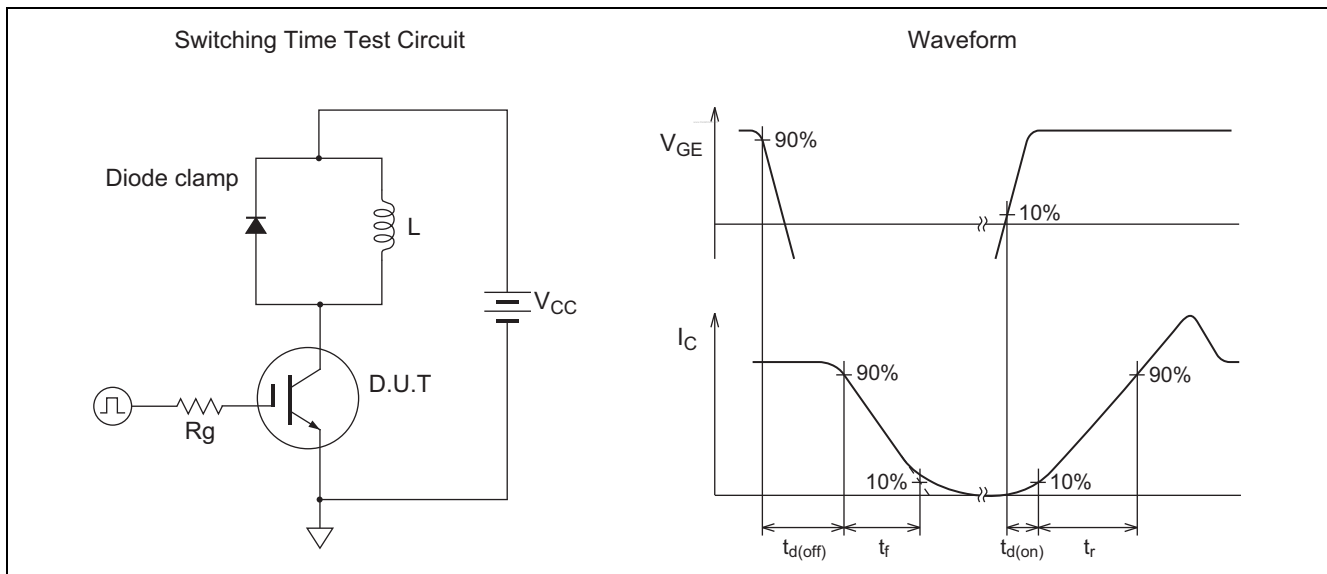 Switching Time Test Circuit
Diode clamp
L
V_CC
D.U.T
Rg
Waveform
V_GE
90%
10%
I_C
90%
90%
10%
10%
t_d(off)
t_f
t_d(on)
t_r